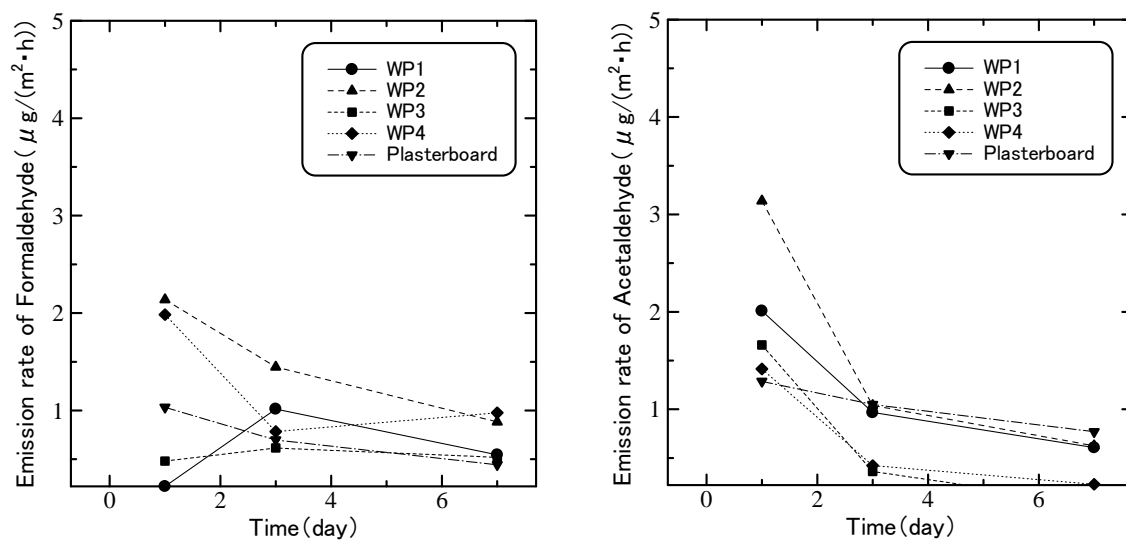 Emission rate of Formaldehyde(μg/(m²・h))
5
4
3
2
1
0 2 4 6
Time(day)
WP1
WP2
WP3
WP4
Plasterboard
Emission rate of Acetaldehyde(μg/(m²・h))
5
4
3
2
1
0 2 4 6
Time(day)
WP1
WP2
WP3
WP4
Plasterboard